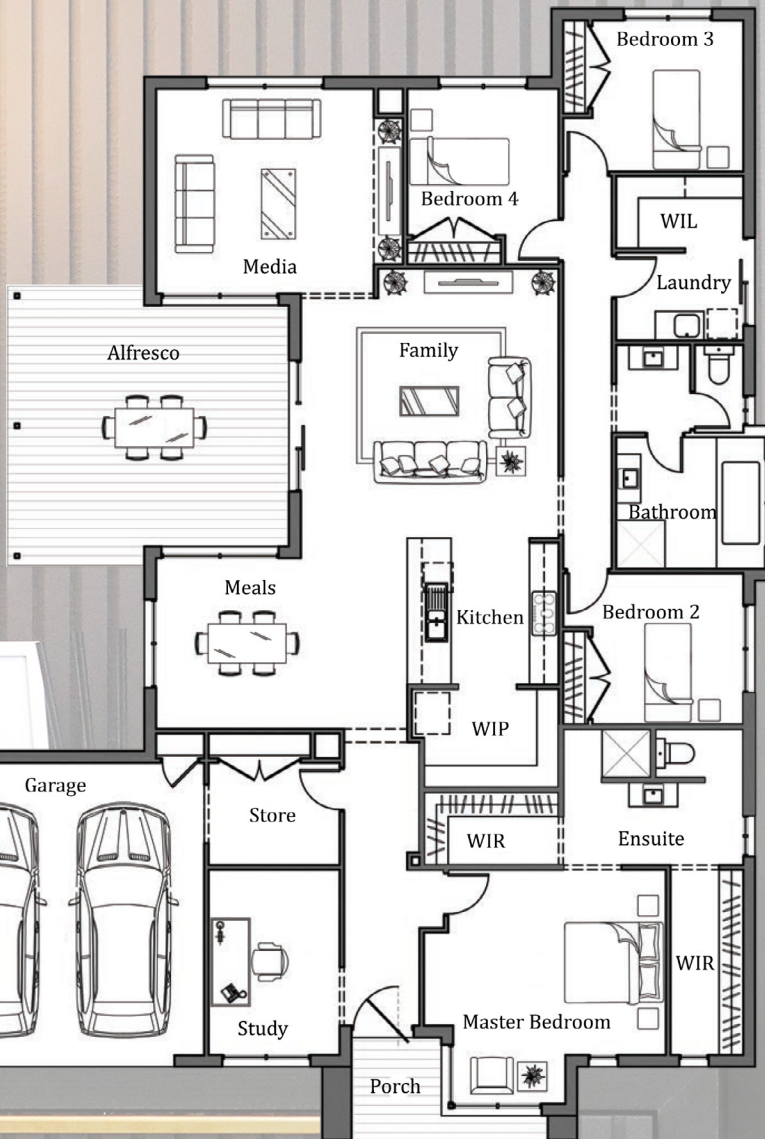 Bedroom 3
Bedroom 4
WIL
Media
Laundry
Alfresco
Family
Bathroom
Meals
Kitchen
Bedroom 2
WIP
Garage
Store
WIR
Ensuite
WIR
Study
Master Bedroom
Porch